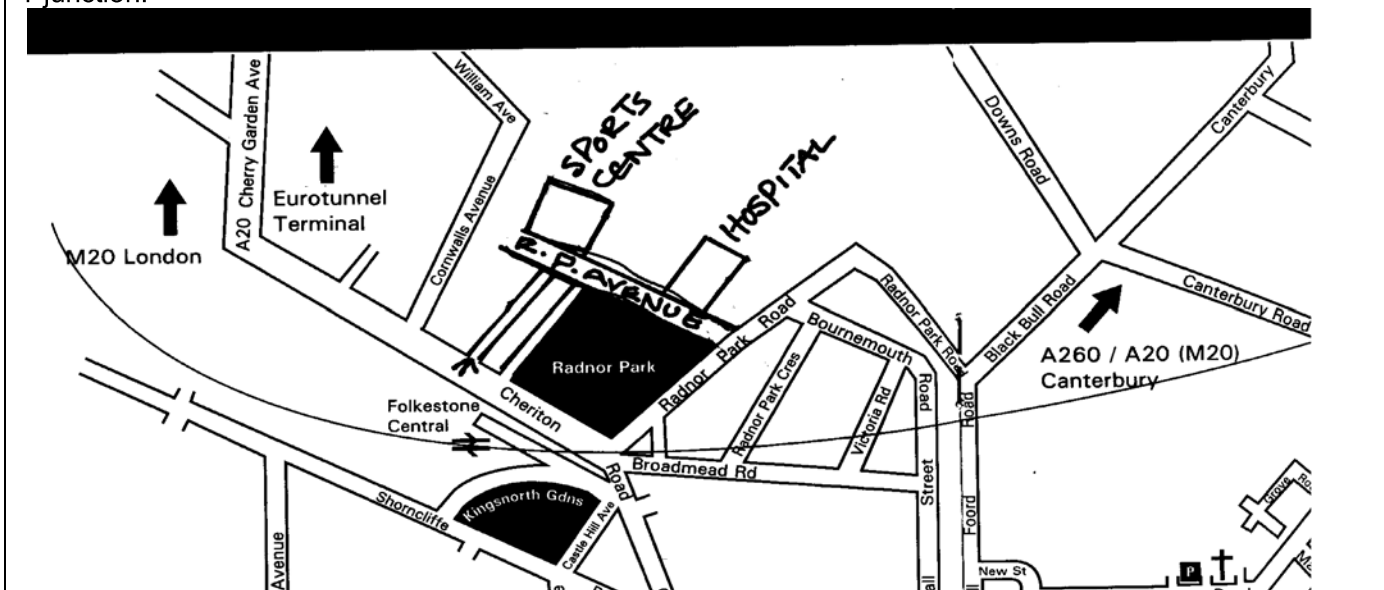 junction.
William Ave
A20 Cherry Garden Ave
SPORTS
CENTRE
HOSPITAL
Downs Road
Canterbury
Eurotunnel
Terminal
M20 London
Cornwalls Avenue
R. P. AVENUE
Radnor Park Road
Radnor Park Road
Black Bull Road
Canterbury Road
A260 / A20 (M20)
Canterbury
Radnor Park
Bournemouth
Road
Radnor Park Cres
Victoria Rd
Folkestone
Central
Cheriton
Road
Broadmead Rd
Street
Foord
Road
Shorncliffe
Kingsnorth Gdns
Castle Hill Ave
Avenue
New St
Grove
P